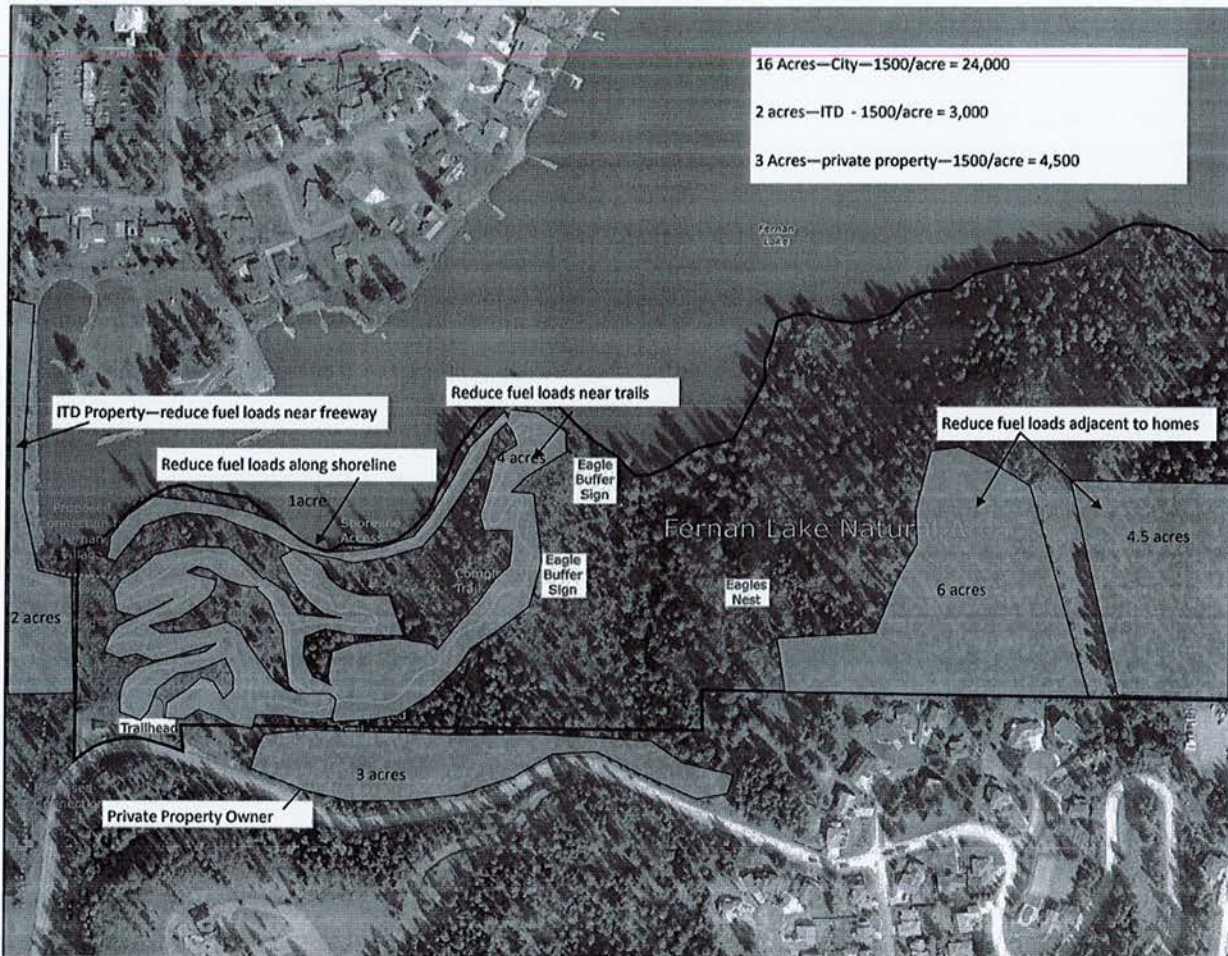 16 Acres—City—1500/acre = 24,000
2 acres—ITD - 1500/acre = 3,000
3 Acres—private property—1500/acre = 4,500
Fernan
Lake
Reduce fuel loads near trails
ITD Property—reduce fuel loads near freeway
Reduce fuel loads adjacent to homes
Reduce fuel loads along shoreline
4 acres
Eagle
Buffer
Sign
1acre
Proposed
Connection
Fernan
Village
Shoreline
Access
Fernan Lake Natural
4.5 acres
Eagle
Buffer
Sign
Eagles
Nest
6 acres
2 acres
Trailhead
3 acres
Private Property Owner